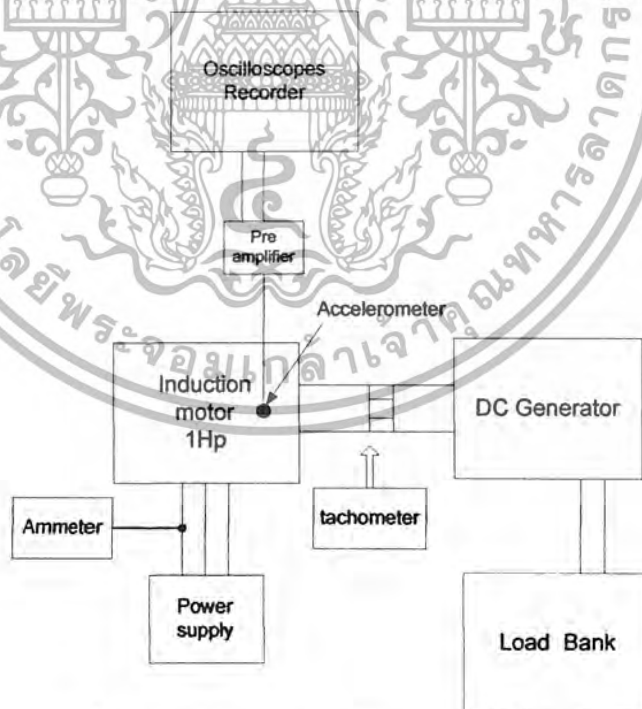 Oscilloscopes
Recorder
Pre
amplifier
Accelerometer
Induction
motor
1Hp
DC Generator
Ammeter
tachometer
Power
supply
Load Bank